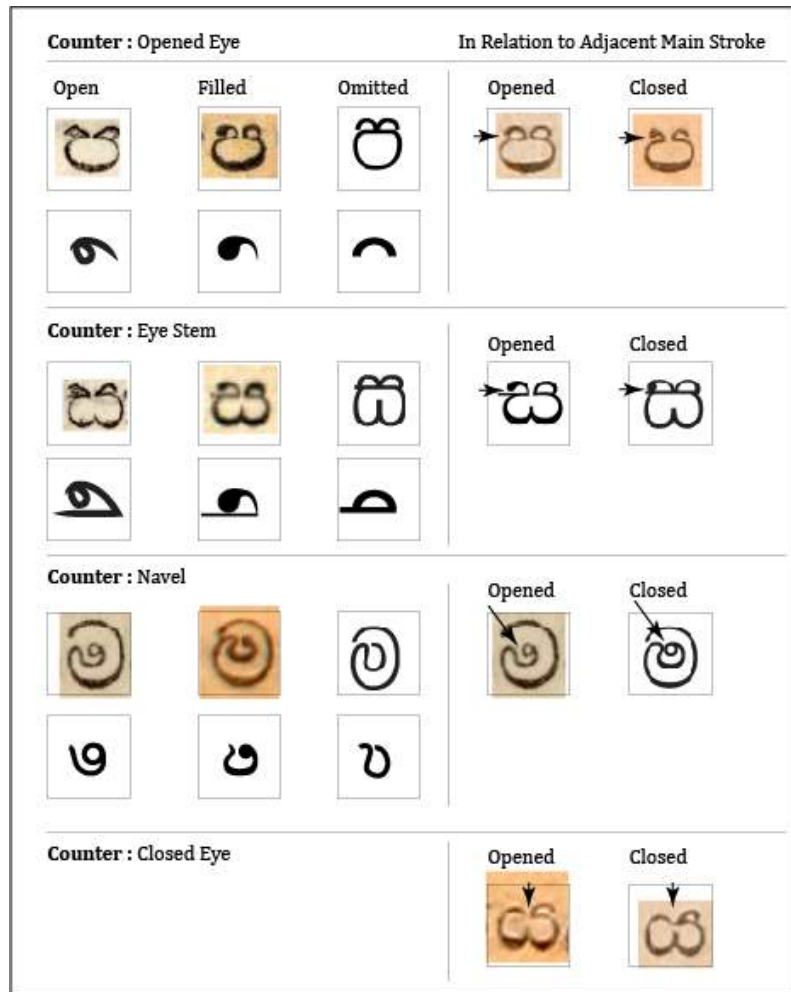 Counter : Opened Eye
In Relation to Adjacent Main Stroke
Open Filled Omitted
Opened Closed
Counter : Eye Stem
Opened Closed
Counter : Navel
Opened Closed
Counter : Closed Eye
Opened Closed